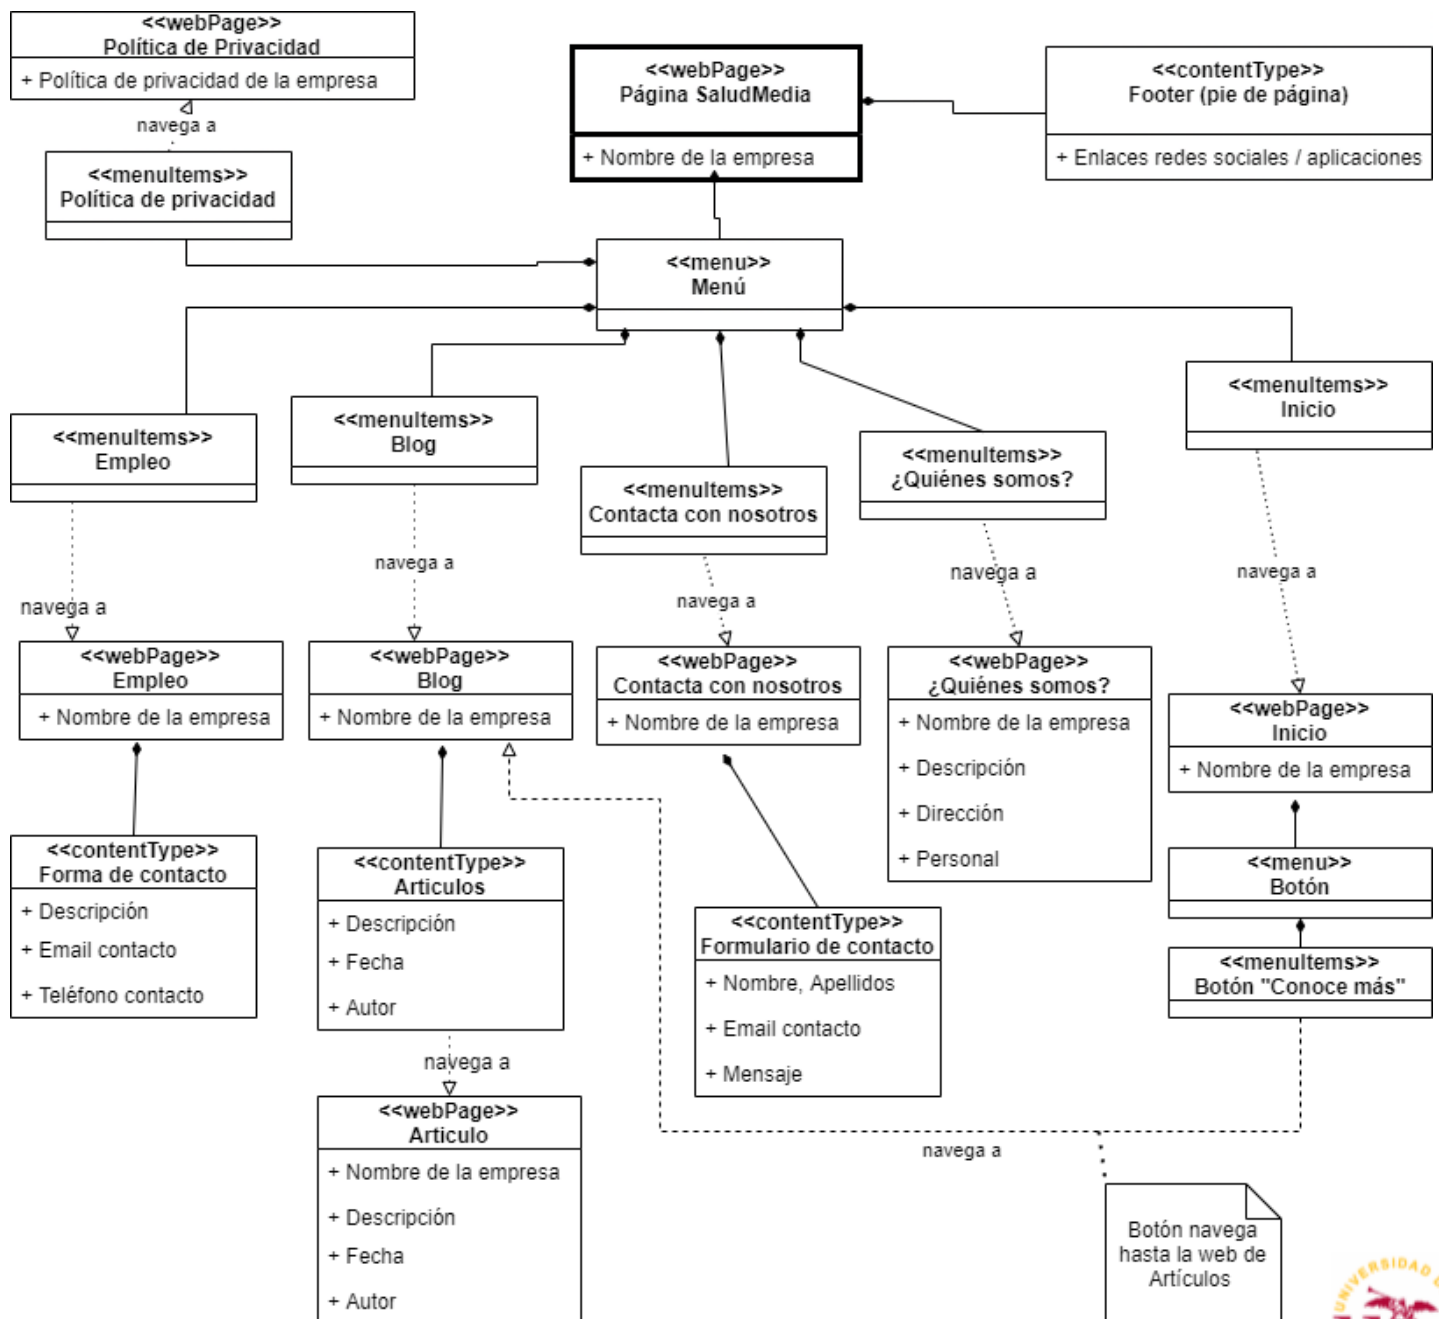 <<webPage>>
Política de Privacidad
+ Política de privacidad de la empresa
navega a
<<menuItems>>
Política de privacidad
<<webPage>>
Página SaludMedia
+ Nombre de la empresa
<<contentType>>
Footer (pie de página)
+ Enlaces redes sociales / aplicaciones
<<menu>>
Menú
<<menuItems>>
Empleo
<<menuItems>>
Blog
<<menuItems>>
Contacta con nosotros
<<menuItems>>
¿Quiénes somos?
<<menuItems>>
Inicio
navega a
navega a
navega a
navega a
navega a
<<webPage>>
Empleo
+ Nombre de la empresa
<<webPage>>
Blog
+ Nombre de la empresa
<<webPage>>
Contacta con nosotros
+ Nombre de la empresa
<<webPage>>
¿Quiénes somos?
+ Nombre de la empresa
+ Descripción
+ Dirección
+ Personal
<<webPage>>
Inicio
+ Nombre de la empresa
<<contentType>>
Forma de contacto
+ Descripción
+ Email contacto
+ Teléfono contacto
<<contentType>>
Articulos
+ Descripción
+ Fecha
+ Autor
<<contentType>>
Formulario de contacto
+ Nombre, Apellidos
+ Email contacto
+ Mensaje
<<menu>>
Botón
<<menuItems>>
Botón "Conoce más"
navega a
<<webPage>>
Articulo
+ Nombre de la empresa
+ Descripción
+ Fecha
+ Autor
navega a
Botón navega
hasta la web de
Artículos
UNIVERSIDAD